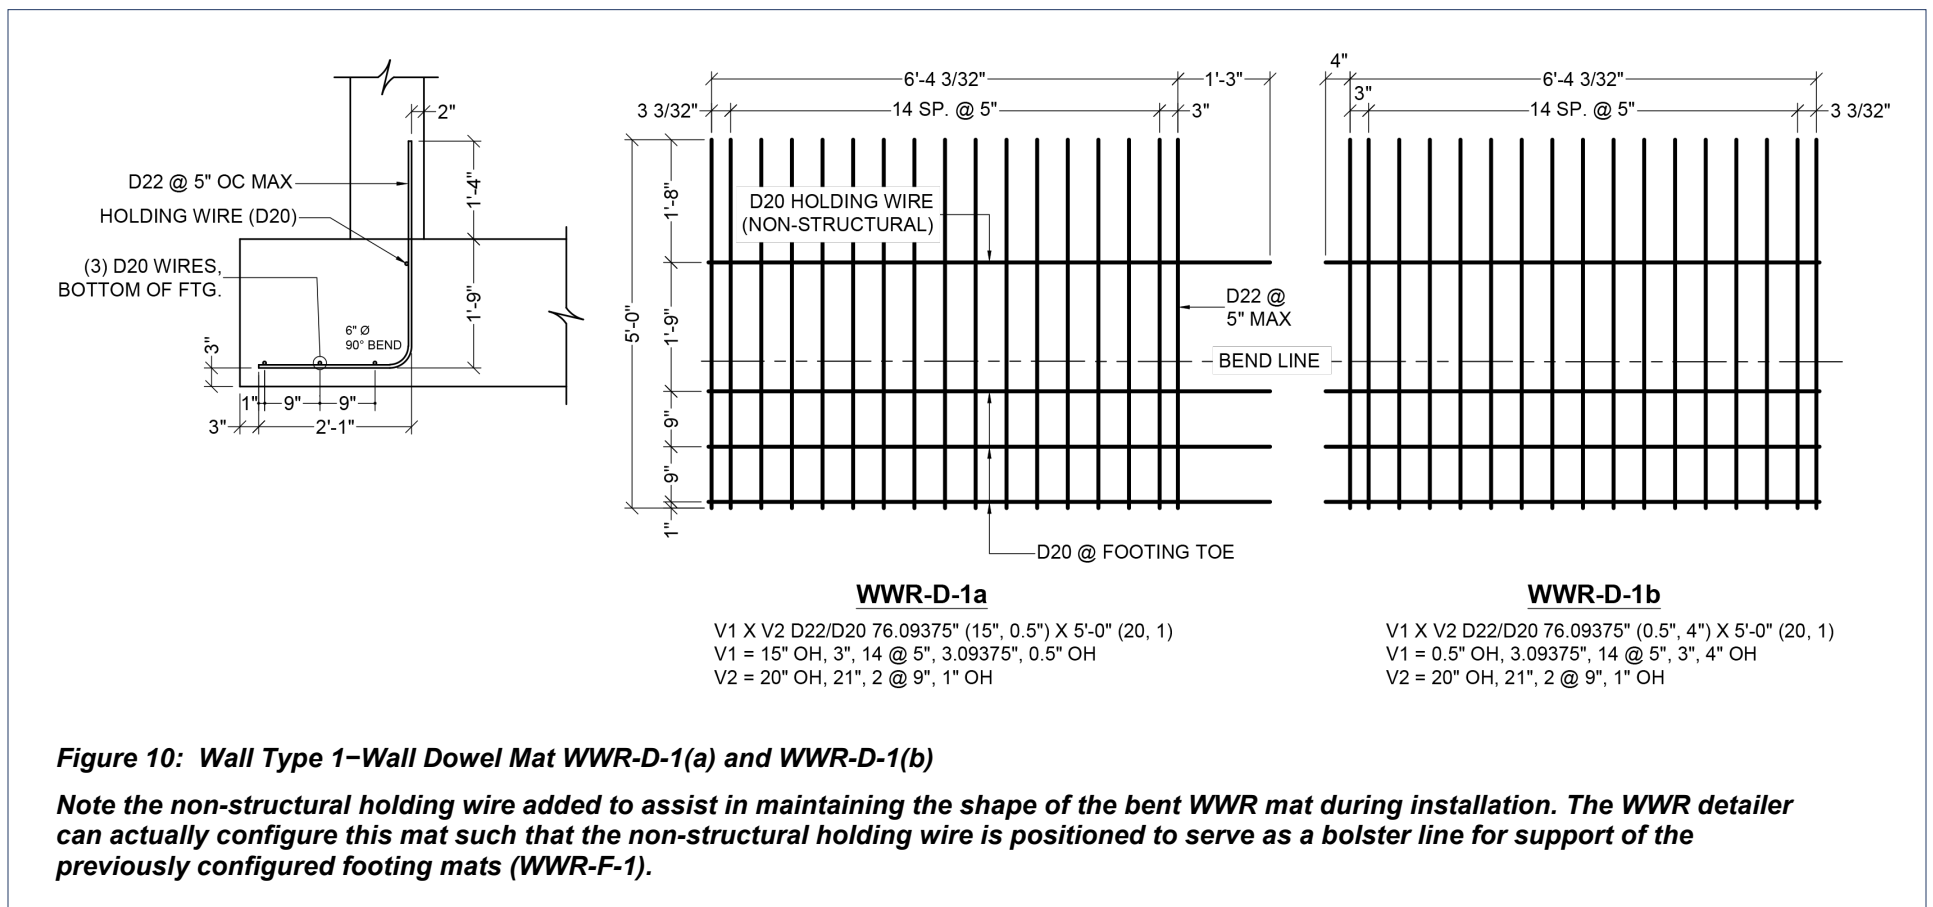 2"
D22 @ 5" OC MAX
HOLDING WIRE (D20)
(3) D20 WIRES,
BOTTOM OF FTG.
6" Ø
90° BEND
1'-4"
1'-9"
3"
1"
9"
9"
3"
2'-1"
6'-4 3/32"
1'-3"
3 3/32"
14 SP. @ 5"
3"
5'-0"
1'-8"
1'-9"
9"
9"
1"
D20 HOLDING WIRE
(NON-STRUCTURAL)
D22 @
5" MAX
BEND LINE
D20 @ FOOTING TOE
4"
6'-4 3/32"
3"
14 SP. @ 5"
3 3/32"
WWR-D-1a
V1 X V2 D22/D20 76.09375" (15", 0.5") X 5'-0" (20, 1)
V1 = 15" OH, 3", 14 @ 5", 3.09375", 0.5" OH
V2 = 20" OH, 21", 2 @ 9", 1" OH
WWR-D-1b
V1 X V2 D22/D20 76.09375" (0.5", 4") X 5'-0" (20, 1)
V1 = 0.5" OH, 3.09375", 14 @ 5", 3", 4" OH
V2 = 20" OH, 21", 2 @ 9", 1" OH
Figure 10: Wall Type 1–Wall Dowel Mat WWR-D-1(a) and WWR-D-1(b)
Note the non-structural holding wire added to assist in maintaining the shape of the bent WWR mat during installation. The WWR detailer
can actually configure this mat such that the non-structural holding wire is positioned to serve as a bolster line for support of the
previously configured footing mats (WWR-F-1).